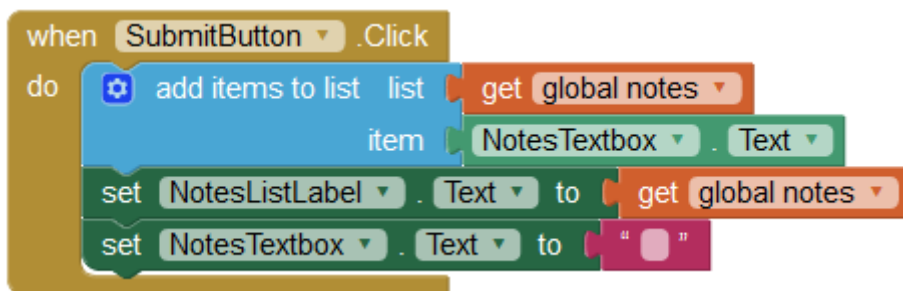 when SubmitButton .Click
do add items to list list get global notes
item NotesTextbox . Text
set NotesListLabel . Text to get global notes
set NotesTextbox . Text to “ ”